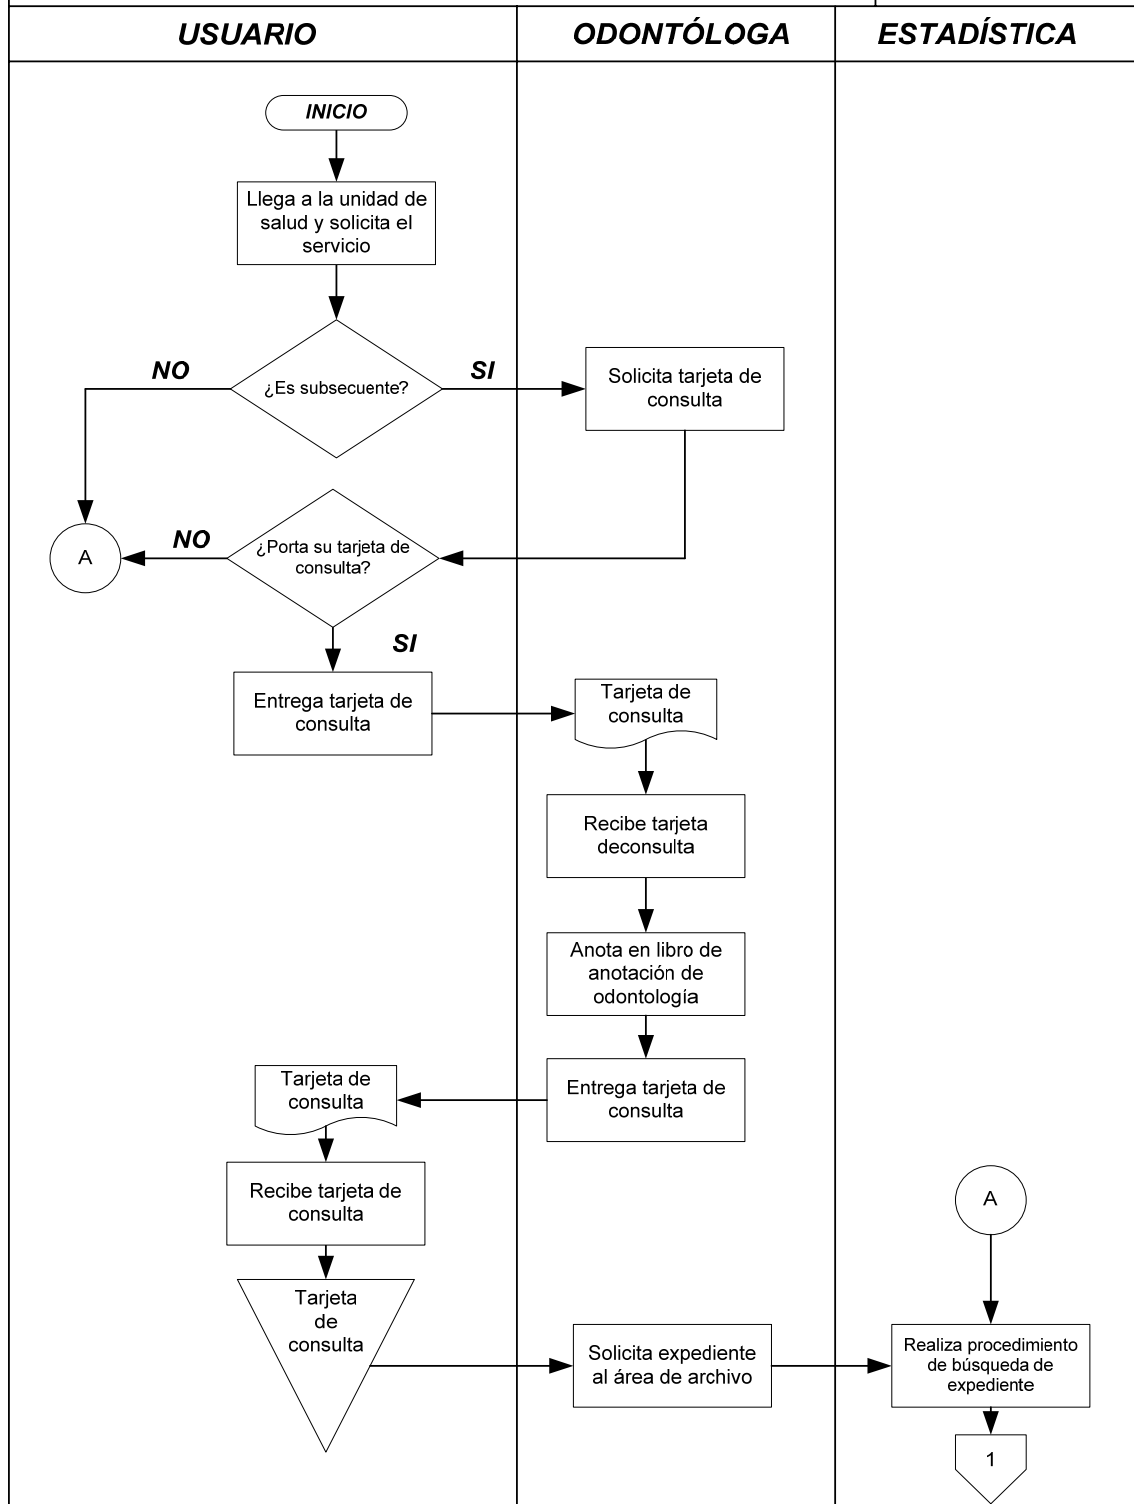 USUARIO
ODONTÓLOGA
ESTADÍSTICA
INICIO
Llega a la unidad de
salud y solicita el
servicio
NO
¿Es subsecuente?
SI
Solicita tarjeta de
consulta
A
NO
¿Porta su tarjeta de
consulta?
SI
Entrega tarjeta de
consulta
Tarjeta de
consulta
Recibe tarjeta
deconsulta
Anota en libro de
anotación de
odontología
Entrega tarjeta de
consulta
Tarjeta de
consulta
Recibe tarjeta de
consulta
Tarjeta
de
consulta
Solicita expediente
al área de archivo
A
Realiza procedimiento
de búsqueda de
expediente
1